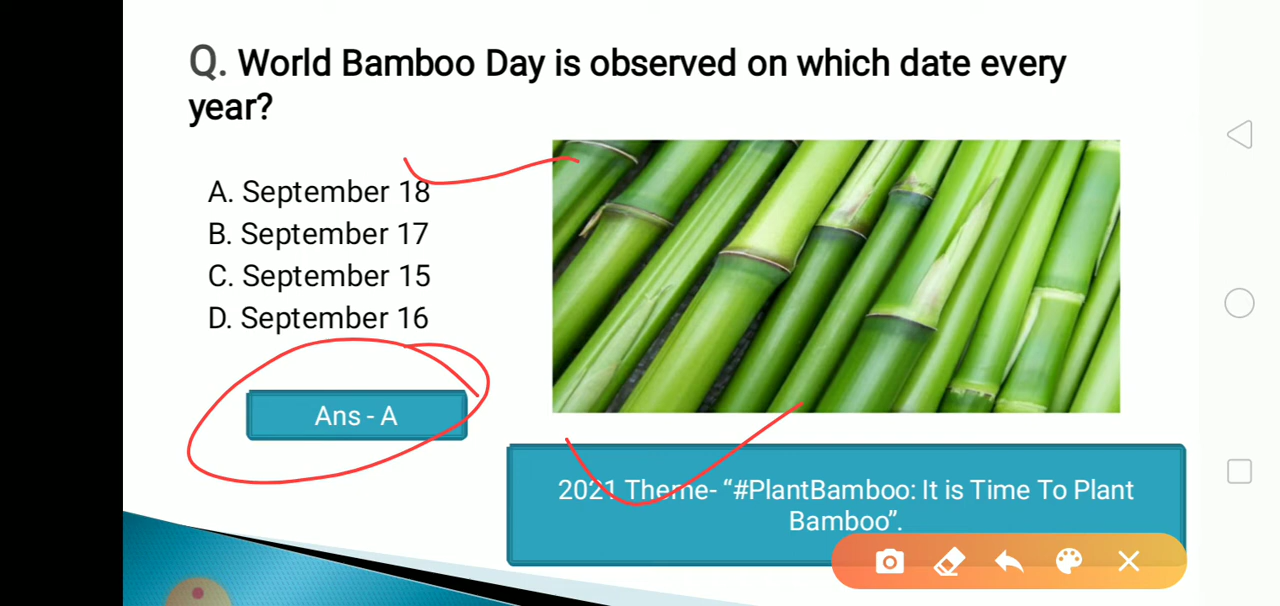 Q. World Bamboo Day is observed on which date every
year?
A. September 18
B. September 17
C. September 15
D. September 16
Ans - A
2021 Theme- “#PlantBamboo: It is Time To Plant
Bamboo”.